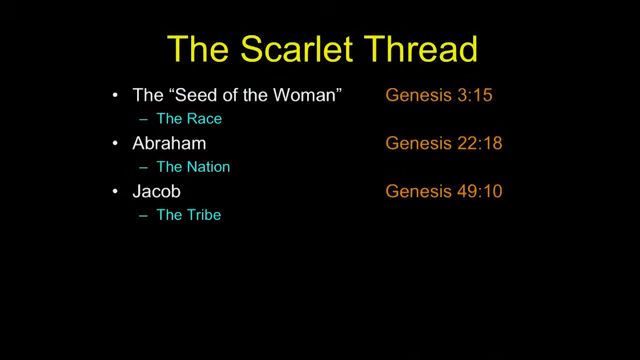 The Scarlet Thread
• The “Seed of the Woman” Genesis 3:15
– The Race
• Abraham Genesis 22:18
– The Nation
• Jacob Genesis 49:10
– The Tribe